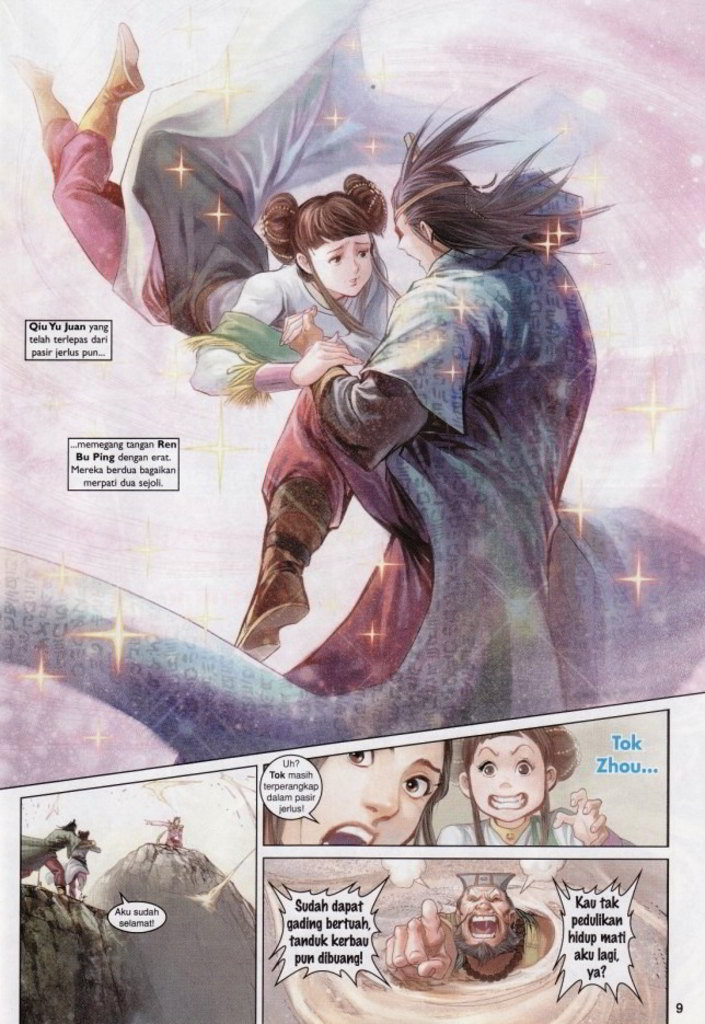 Qiu Yu Juan yang
telah terlepas dari
pasir jerlus pun...
...memegang tangan Ren
Bu Ping dengan erat.
Mereka berdua bagaikan
merpati dua sejoli.
Aku sudah
selamat!
Uh?
Tok masih
terperangkap
dalam pasir
jerlus!
Tok
Zhou...
Sudah dapat
gading bertuah,
tanduk kerbau
pun dibuang!
Kau tak
pedulikan
hidup mati
aku lagi,
ya?
9